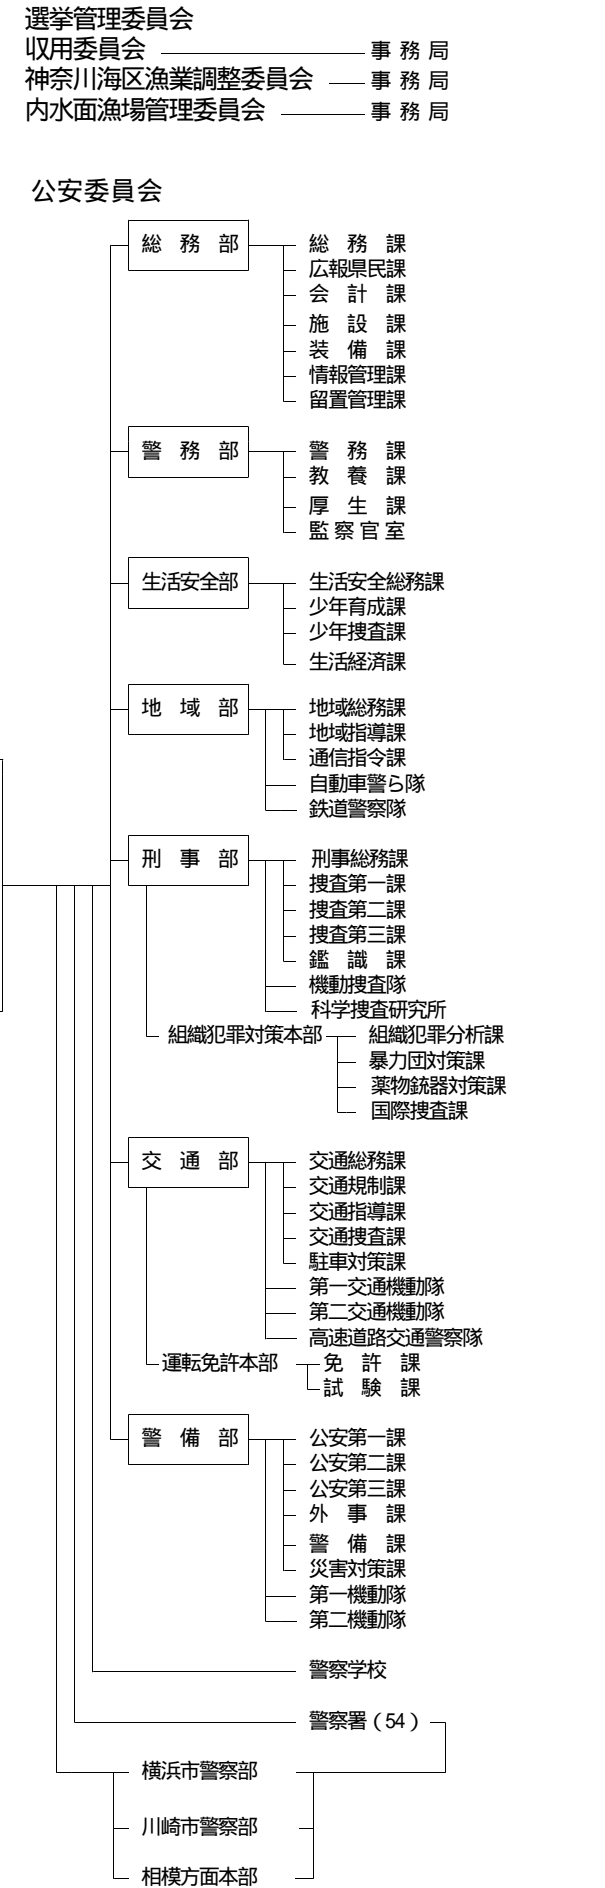 選挙管理委員会
収用委員会 事務局
神奈川海区漁業調整委員会 事務局
内水面漁場管理委員会 事務局
公安委員会
総務部 総務課
広報県民課
会計課
施設課
装備課
情報管理課
留置管理課
警務部 警務課
教養課
厚生課
監察官室
生活安全部 生活安全総務課
少年育成課
少年捜査課
生活経済課
地域部 地域総務課
地域指導課
通信指令課
自動車警ら隊
鉄道警察隊
刑事部 刑事総務課
捜査第一課
捜査第二課
捜査第三課
鑑識課
機動捜査隊
科学捜査研究所
組織犯罪対策本部 組織犯罪分析課
暴力団対策課
薬物銃器対策課
国際捜査課
交通部 交通総務課
交通規制課
交通指導課
交通捜査課
駐車対策課
第一交通機動隊
第二交通機動隊
高速道路交通警察隊
運転免許本部 免許課
試験課
警備部 公安第一課
公安第二課
公安第三課
外事課
警備課
災害対策課
第一機動隊
第二機動隊
警察学校
警察署（54）
横浜市警察部
川崎市警察部
相模方面本部